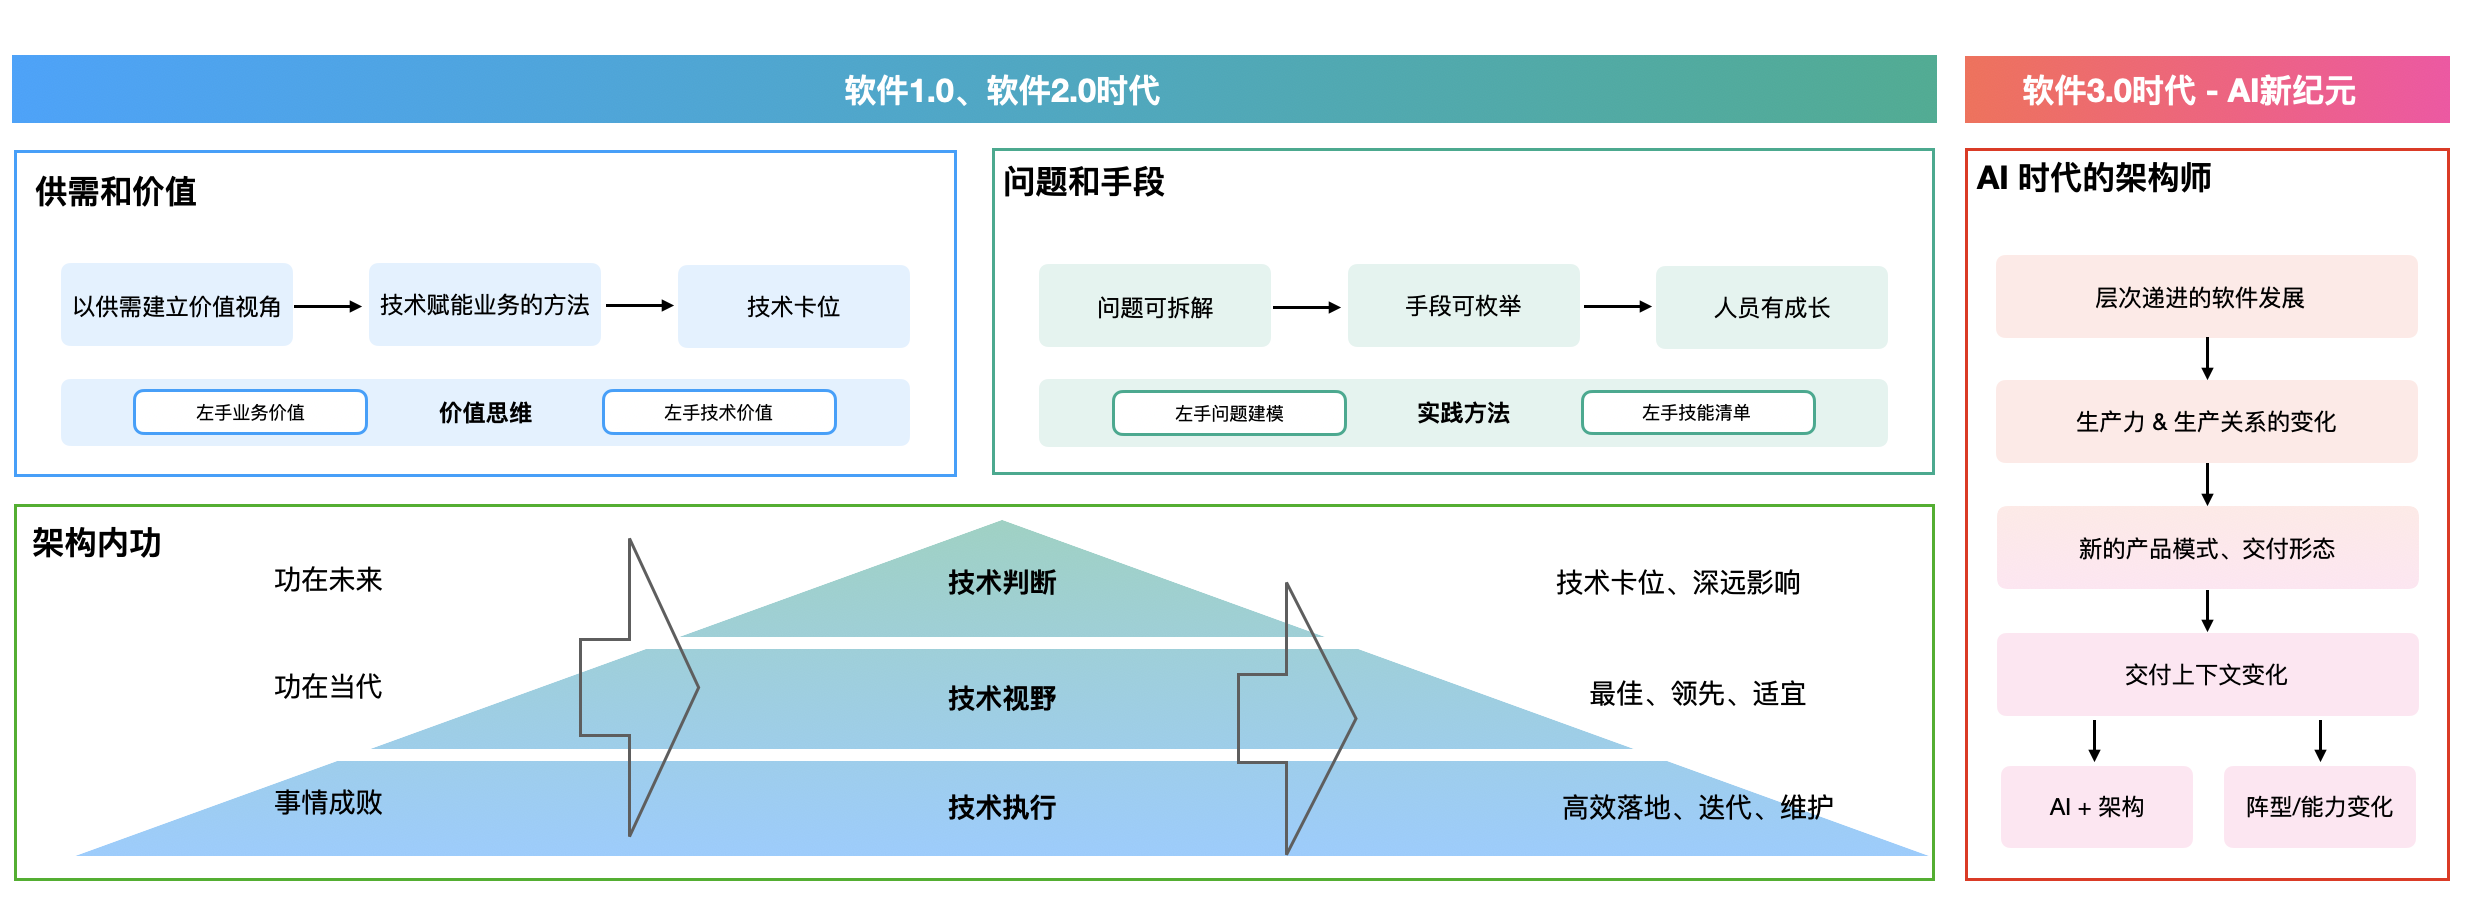 软件1.0、软件2.0时代
软件3.0时代 - AI新纪元
供需和价值
以供需建立价值视角
技术赋能业务的方法
技术卡位
左手业务价值
价值思维
左手技术价值
问题和手段
问题可拆解
手段可枚举
人员有成长
左手问题建模
实践方法
左手技能清单
架构内功
功在未来
技术判断
技术卡位、深远影响
功在当代
技术视野
最佳、领先、适宜
事情成败
技术执行
高效落地、迭代、维护
AI 时代的架构师
层次递进的软件发展
生产力 & 生产关系的变化
新的产品模式、交付形态
交付上下文变化
AI + 架构
阵型/能力变化